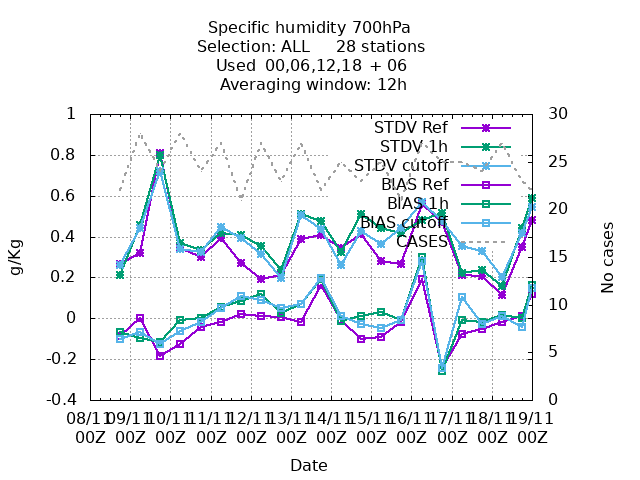 Specific humidity 700hPa
Selection: ALL 28 stations
Used 00,06,12,18 + 06
Averaging window: 12h
1
0.8
0.6
0.4
0.2
0
-0.2
-0.4
30
25
20
15
10
5
0
g/Kg
No cases
STDV Ref
STDV 1h
STDV cutoff
BIAS Ref
BIAS 1h
BIAS cutoff
CASES
08/11 09/11 10/11 11/11 12/11 13/11 14/11 15/11 16/11 17/11 18/11 19/11
00Z 00Z 00Z 00Z 00Z 00Z 00Z 00Z 00Z 00Z 00Z 00Z
Date